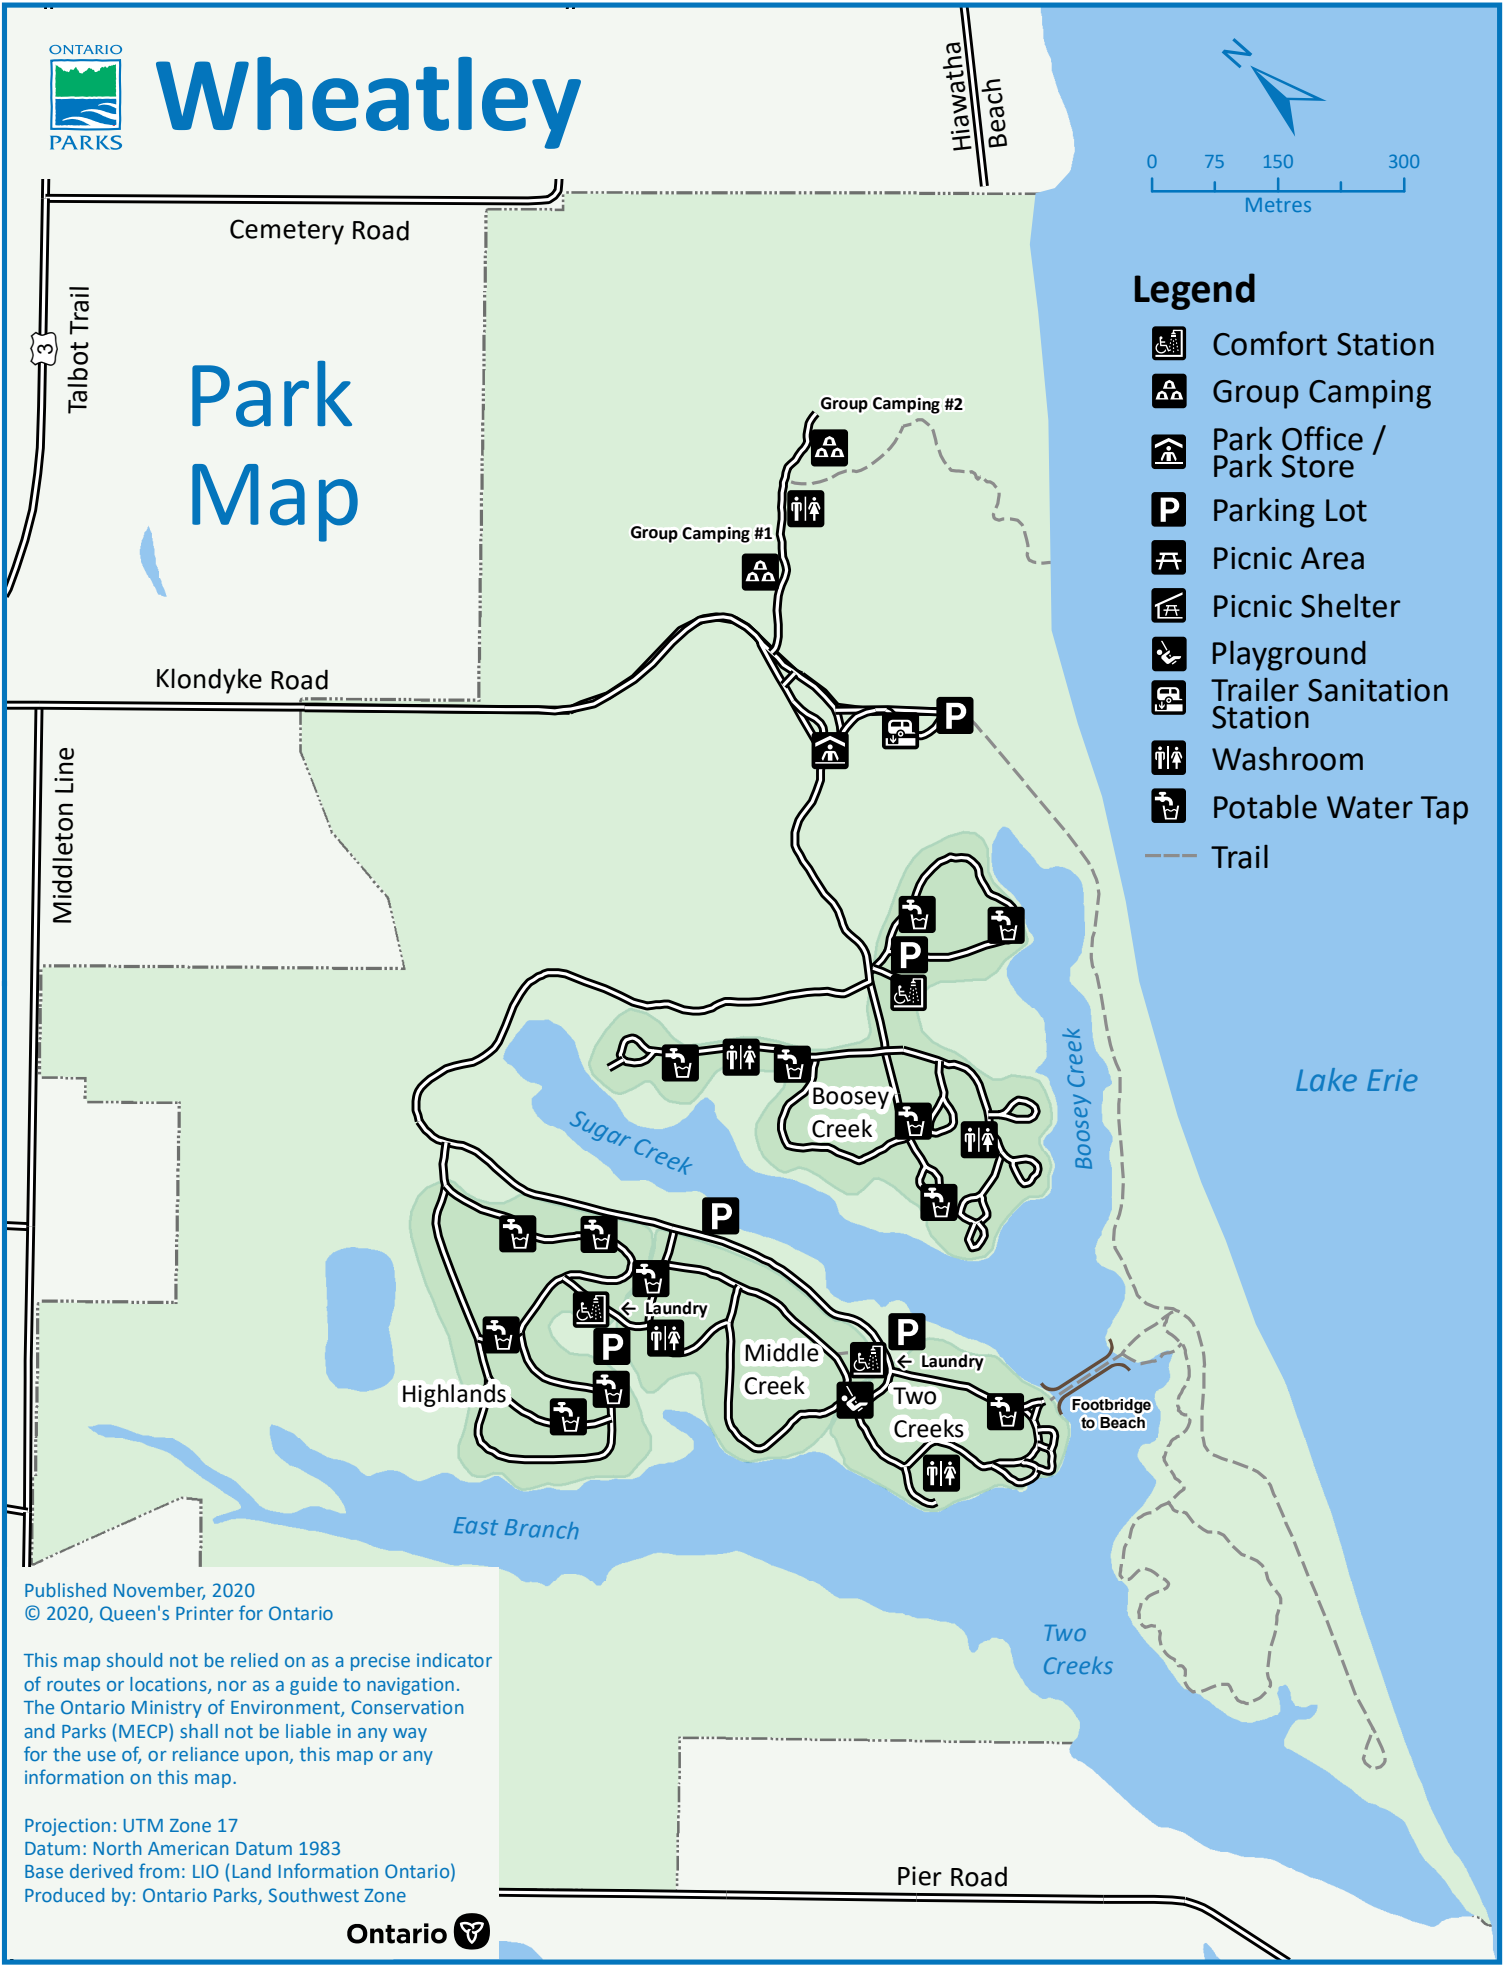 ONTARIO
PARKS
Wheatley
Hiawatha
Beach
N
0 75 150 300
Metres
Cemetery Road
Talbot Trail
3
Park
Map
Legend
Comfort Station
Group Camping
Park Office /
Park Store
P Parking Lot
Picnic Area
Picnic Shelter
Playground
Trailer Sanitation
Station
Washroom
Potable Water Tap
Trail
Group Camping #2
Group Camping #1
Klondyke Road
P
Middleton Line
P
Boosey Creek
Lake Erie
Boosey
Creek
Sugar Creek
P
Laundry
P
P
Laundry
Middle
Creek
Highlands
Two
Creeks
Footbridge
to Beach
East Branch
Two
Creeks
Published November, 2020
© 2020, Queen's Printer for Ontario
This map should not be relied on as a precise indicator
of routes or locations, nor as a guide to navigation.
The Ontario Ministry of Environment, Conservation
and Parks (MECP) shall not be liable in any way
for the use of, or reliance upon, this map or any
information on this map.
Projection: UTM Zone 17
Datum: North American Datum 1983
Base derived from: LIO (Land Information Ontario)
Produced by: Ontario Parks, Southwest Zone
Ontario
Pier Road